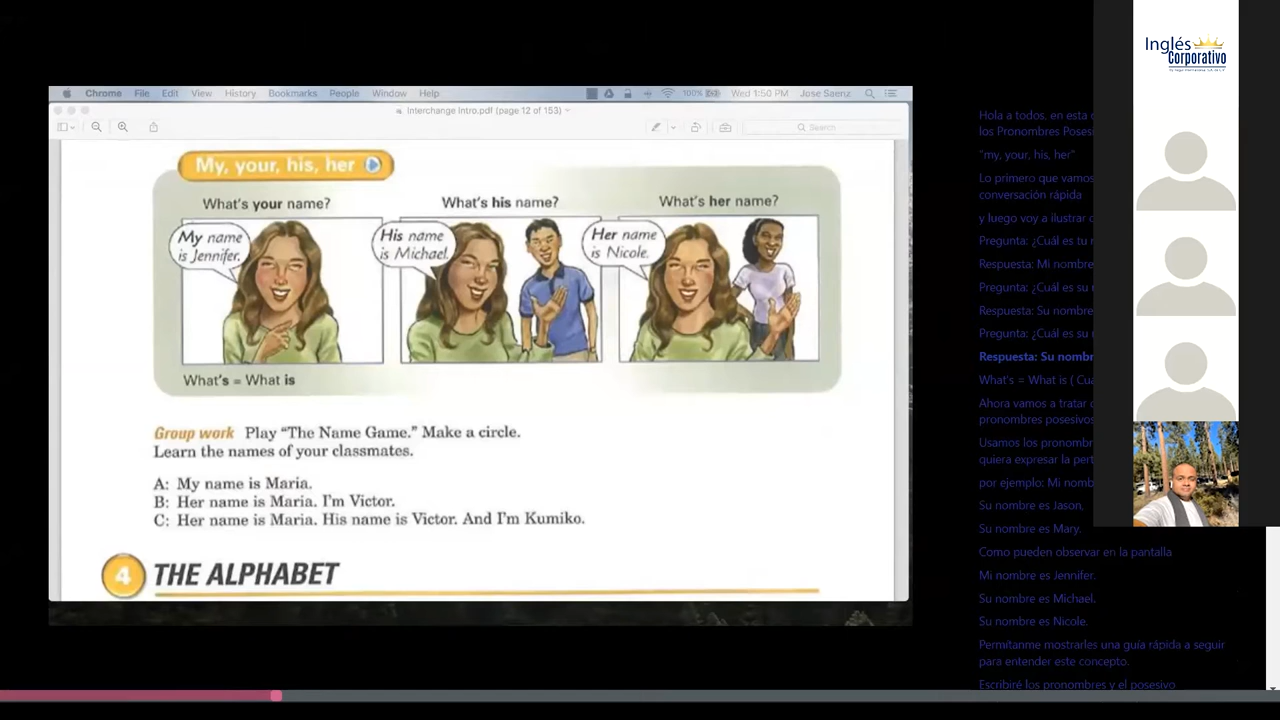 Chrome File Edit View History Bookmarks People Window Help 100% Wed 1:50 PM Jose Saenz
Interchange Intro.pdf (page 12 of 153)
Search
My, your, his, her
What's your name?
What's his name?
What's her name?
My name
is Jennifer.
His name
is Michael.
Her name
is Nicole.
What's = What is
Group work Play “The Name Game.” Make a circle.
Learn the names of your classmates.
A: My name is Maria.
B: Her name is Maria. I'm Victor.
C: Her name is Maria. His name is Victor. And I'm Kumiko.
4 THE ALPHABET
Inglés
Corporativo
Hola a todos, en esta
los Pronombres
"my, your, his, her"
Lo primero que vamos
conversación rápida
y luego voy a ilustrar
Pregunta: ¿Cuál es tu
Respuesta: Mi nombre
Pregunta: ¿Cuál es su
Respuesta: Su nombre
Pregunta: ¿Cuál es su
Respuesta: Su
What's = What is (
Ahora vamos a tratar
pronombres posesivos
Usamos los
quiera expresar la
por ejemplo: Mi
Su nombre es Jason,
Su nombre es Mary.
Como pueden observar en la pantalla
Mi nombre es Jennifer.
Su nombre es Michael.
Su nombre es Nicole.
Permítanme mostrarles una guía rápida a seguir
para entender este concepto.
Escribiré los pronombres y el posesivo